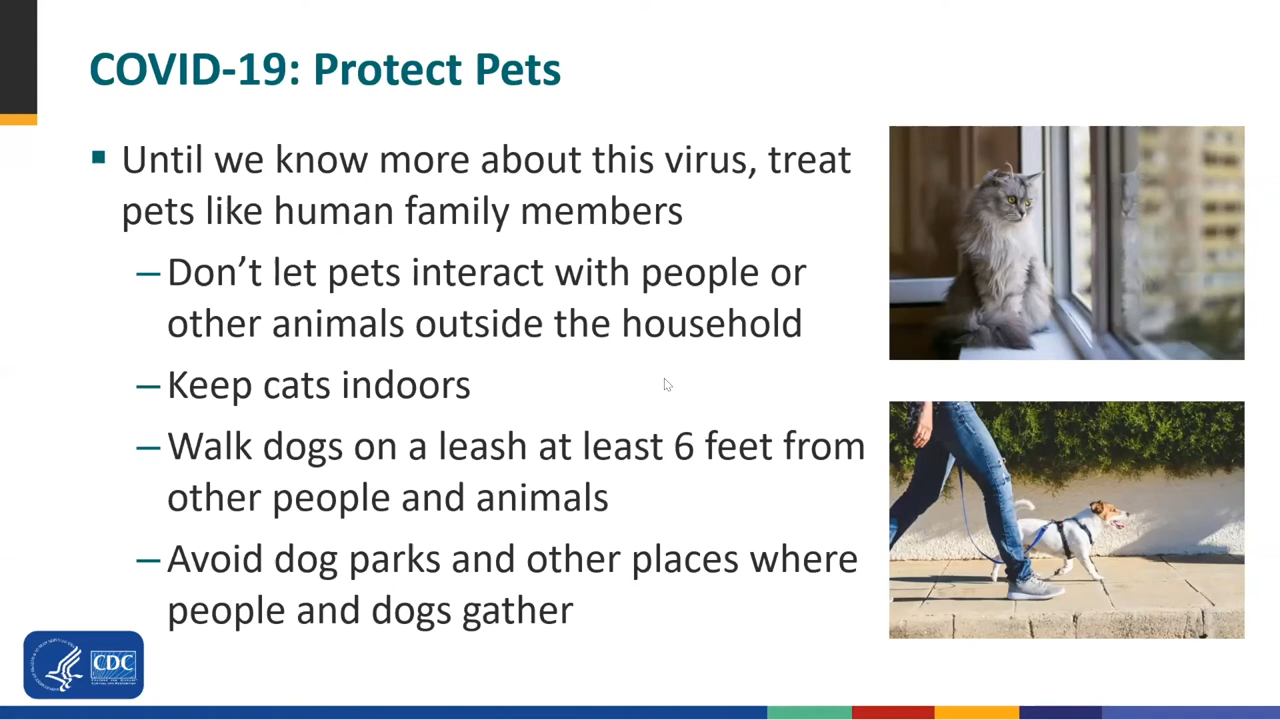 COVID-19: Protect Pets
▪ Until we know more about this virus, treat
pets like human family members
– Don’t let pets interact with people or
other animals outside the household
– Keep cats indoors
– Walk dogs on a leash at least 6 feet from
other people and animals
– Avoid dog parks and other places where
people and dogs gather
CDC